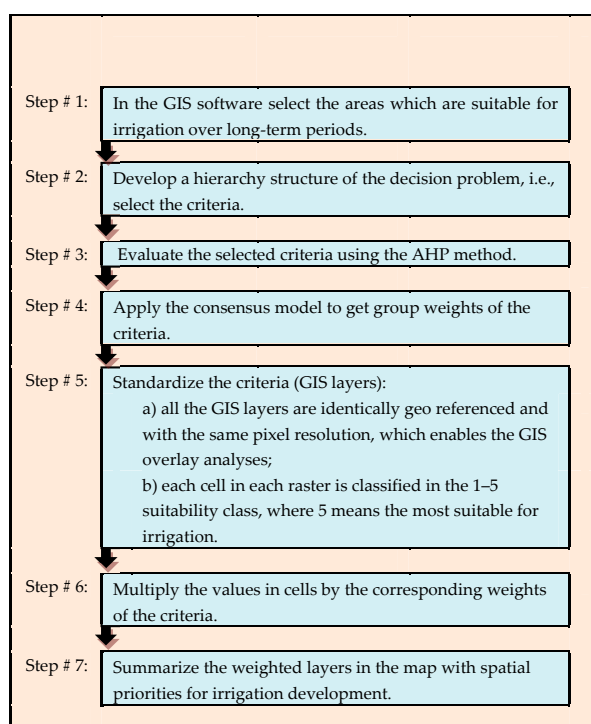 Step # 1:
In the GIS software select the areas which are suitable for
irrigation over long-term periods.
Step # 2:
Develop a hierarchy structure of the decision problem, i.e.,
select the criteria.
Step # 3:
Evaluate the selected criteria using the AHP method.
Step # 4:
Apply the consensus model to get group weights of the
criteria.
Step # 5:
Standardize the criteria (GIS layers):
a) all the GIS layers are identically geo referenced and
with the same pixel resolution, which enables the GIS
overlay analyses;
b) each cell in each raster is classified in the 1–5
suitability class, where 5 means the most suitable for
irrigation.
Step # 6:
Multiply the values in cells by the corresponding weights
of the criteria.
Step # 7:
Summarize the weighted layers in the map with spatial
priorities for irrigation development.